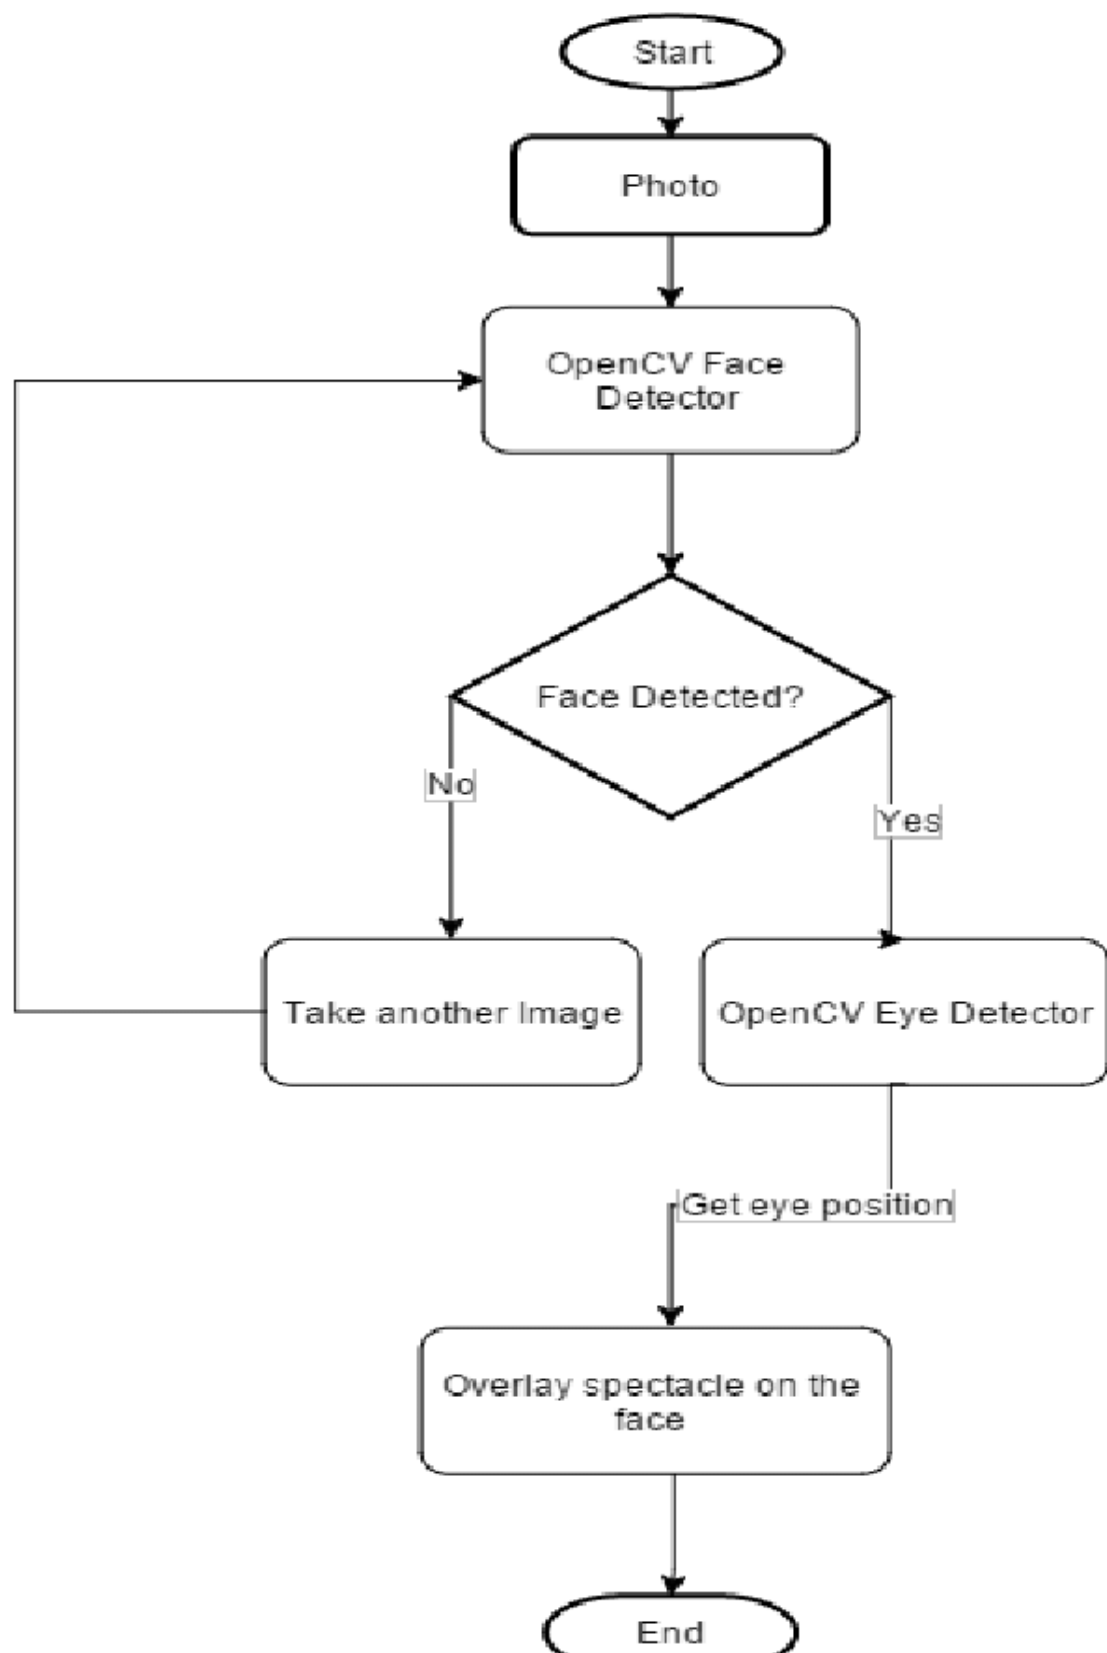 Start
Photo
OpenCV Face
Detector
Face Detected?
No
Yes
Take another Image
OpenCV Eye Detector
Get eye position
Overlay spectacle on the
face
End